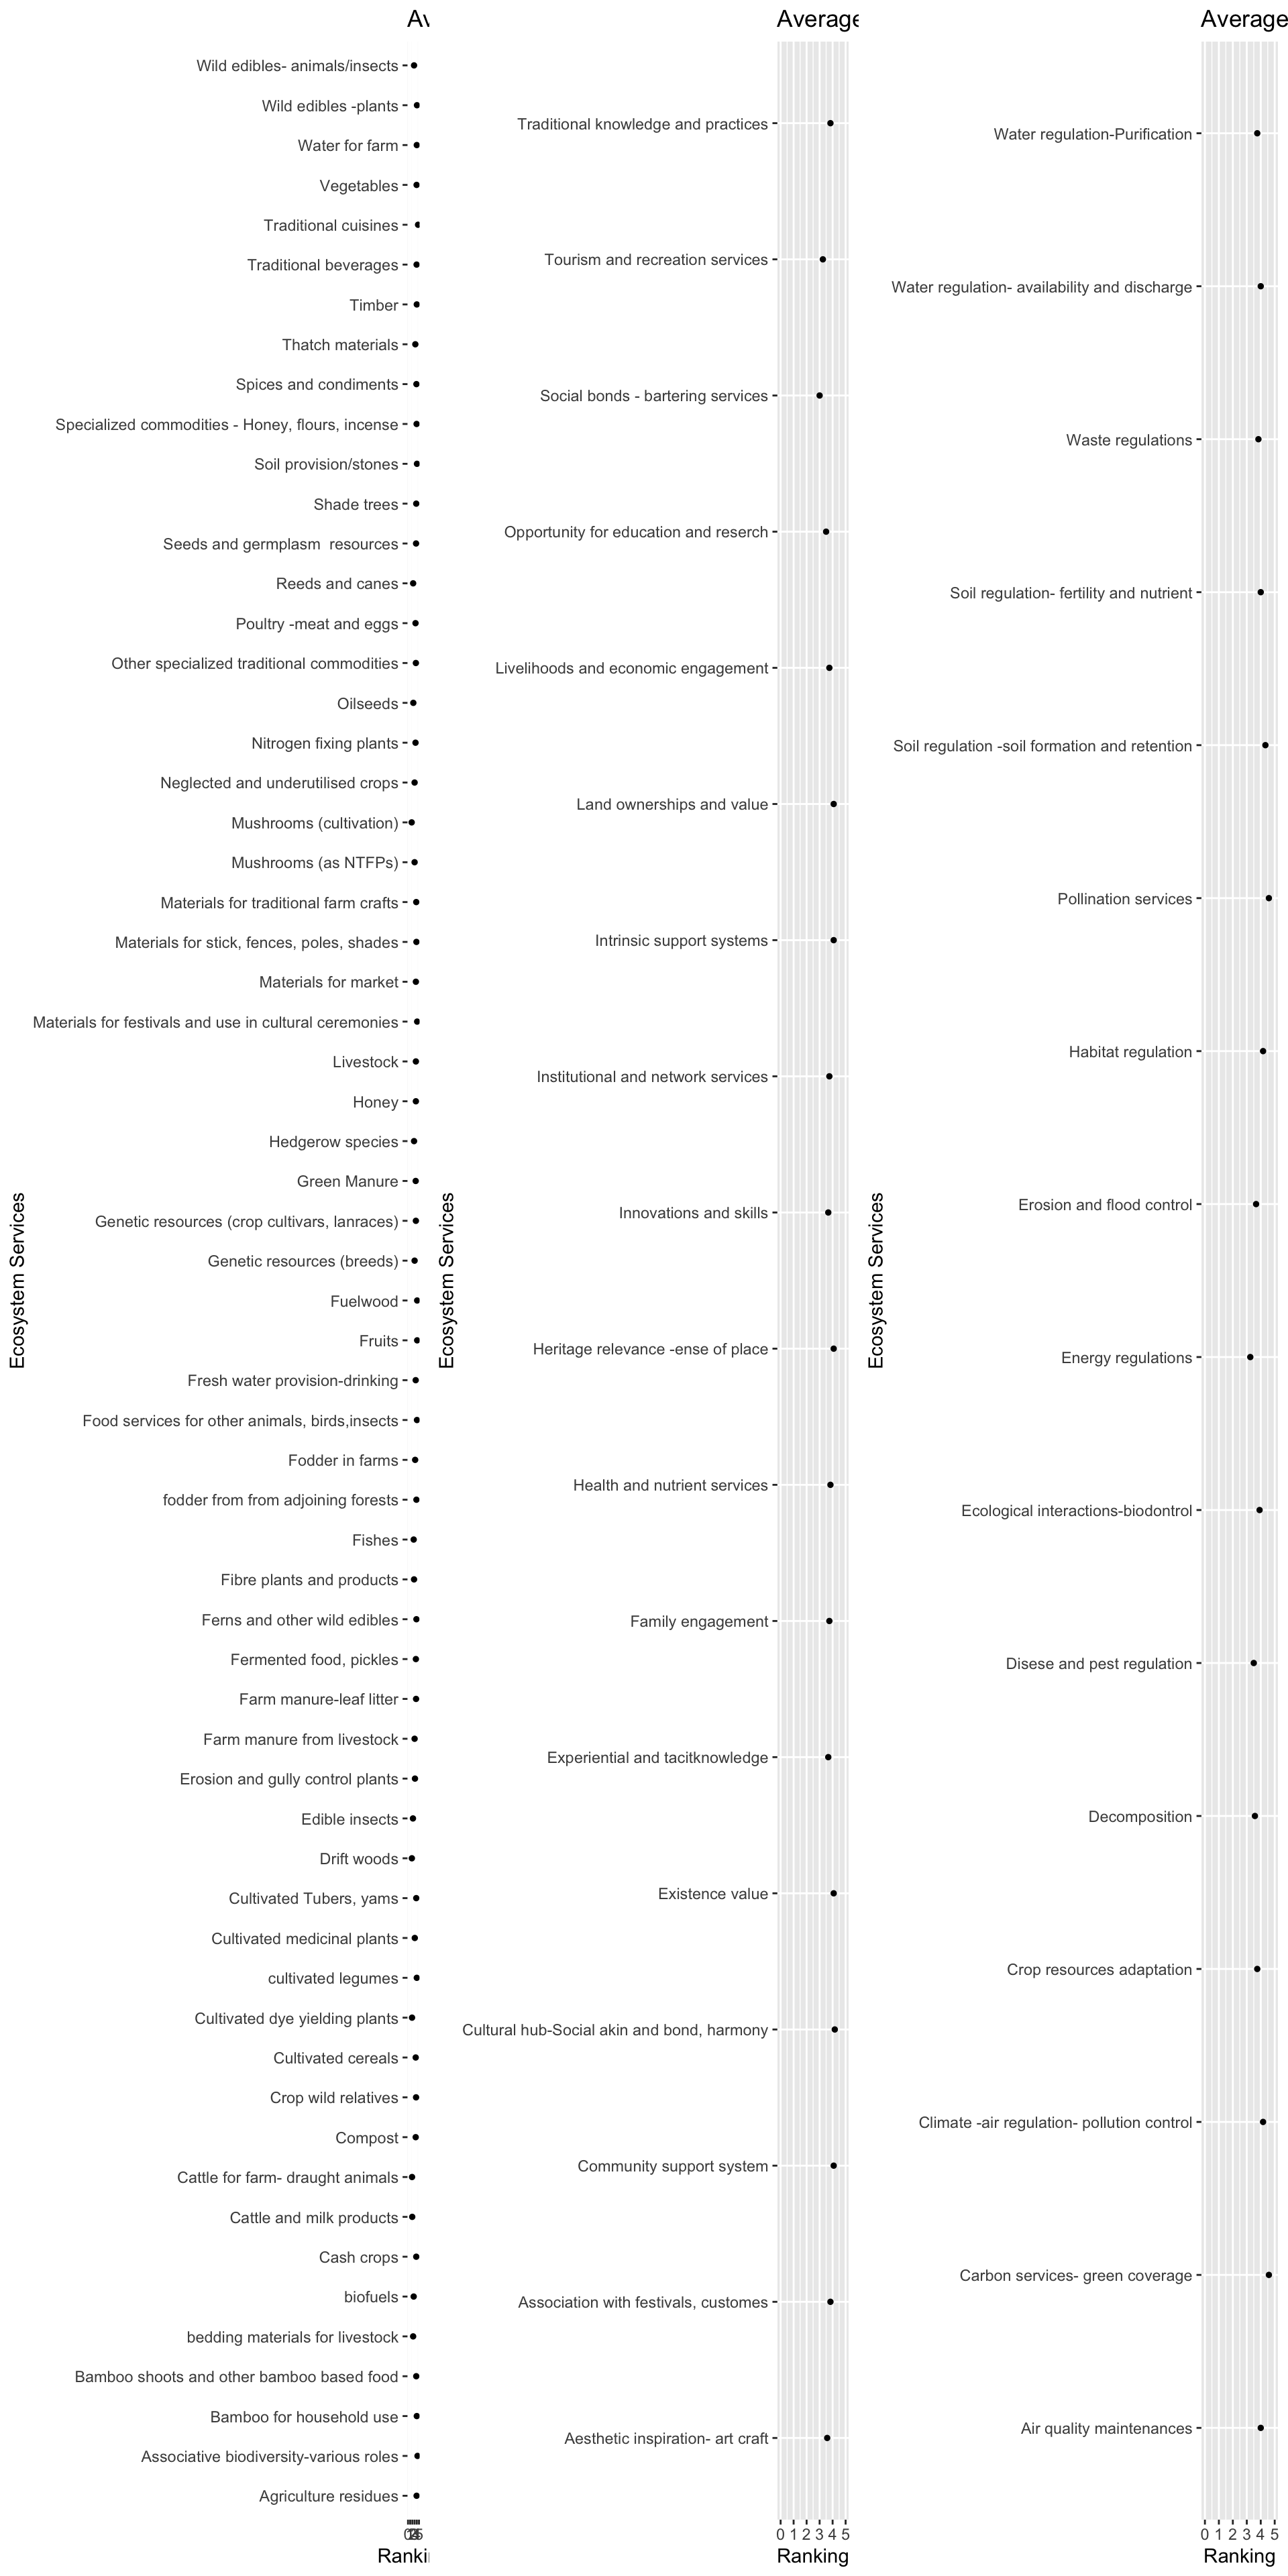 Av
Wild edibles- animals/insects
Wild edibles -plants
Water for farm
Vegetables
Traditional cuisines
Traditional beverages
Timber
Thatch materials
Spices and condiments
Specialized commodities - Honey, flours, incense
Soil provision/stones
Shade trees
Seeds and germplasm  resources
Reeds and canes
Poultry -meat and eggs
Other specialized traditional commodities
Oilseeds
Nitrogen fixing plants
Neglected and underutilised crops
Mushrooms (cultivation)
Mushrooms (as NTFPs)
Materials for traditional farm crafts
Materials for stick, fences, poles, shades
Materials for market
Materials for festivals and use in cultural ceremonies
Livestock
Honey
Hedgerow species
Green Manure
Genetic resources (crop cultivars, lanraces)
Genetic resources (breeds)
Fuelwood
Fruits
Fresh water provision-drinking
Food services for other animals, birds,insects
Fodder in farms
fodder from from adjoining forests
Fishes
Fibre plants and products
Ferns and other wild edibles
Fermented food, pickles
Farm manure-leaf litter
Farm manure from livestock
Erosion and gully control plants
Edible insects
Drift woods
Cultivated Tubers, yams
Cultivated medicinal plants
cultivated legumes
Cultivated dye yielding plants
Cultivated cereals
Crop wild relatives
Compost
Cattle for farm- draught animals
Cattle and milk products
Cash crops
biofuels
bedding materials for livestock
Bamboo shoots and other bamboo based food
Bamboo for household use
Associative biodiversity-various roles
Agriculture residues
Ecosystem Services
Ranki
Average
Traditional knowledge and practices
Tourism and recreation services
Social bonds - bartering services
Opportunity for education and reserch
Livelihoods and economic engagement
Land ownerships and value
Intrinsic support systems
Institutional and network services
Innovations and skills
Heritage relevance -ense of place
Health and nutrient services
Family engagement
Experiential and tacitknowledge
Existence value
Cultural hub-Social akin and bond, harmony
Community support system
Association with festivals, customes
Aesthetic inspiration- art craft
Ecosystem Services
0 1 2 3 4 5
Ranking
Average
Water regulation-Purification
Water regulation- availability and discharge
Waste regulations
Soil regulation- fertility and nutrient
Soil regulation -soil formation and retention
Pollination services
Habitat regulation
Erosion and flood control
Energy regulations
Ecological interactions-biodontrol
Disese and pest regulation
Decomposition
Crop resources adaptation
Climate -air regulation- pollution control
Carbon services- green coverage
Air quality maintenances
Ecosystem Services
0 1 2 3 4 5
Ranking